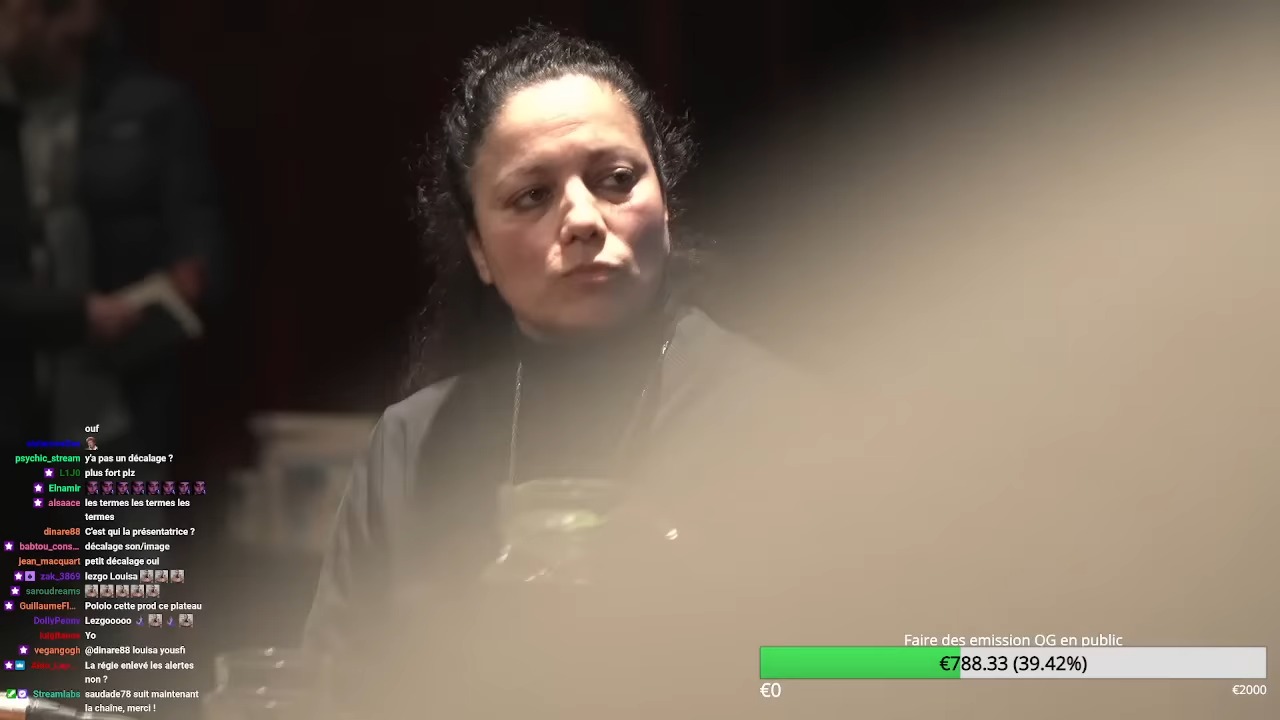 ouf
psychic_stream y'a pas un décalage ?
L1J0 plus fort plz
Elnamlr
alsaace les termes les termes les
termes
dinare88 C'est qui la présentatrice ?
babtou_cons... décalage son/image
jean_macquart petit décalage oui
zak_3869 lezgo Louisa
saroudreams
GuillaumeFl... Pololo cette prod ce plateau
DollyPenny Lezgooooo
Yo
vegangogh @dinare88 louisa yousfi
La régie enlevé les alertes
non ?
Streamlabs saudade78 suit maintenant
la chaîne, merci !
Faire des emission QG en public
€788.33 (39.42%)
€0
€2000